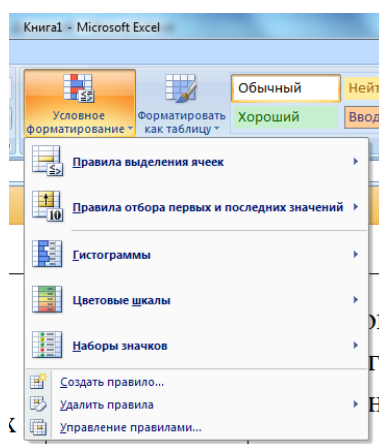 Книга1 - Microsoft Excel
Условное форматирование
Форматировать как таблицу
Обычный
Хороший
Правила выделения ячеек
Правила отбора первых и последних значений
10
Гистограммы
Цветовые шкалы
Наборы значков
Создать правило...
Удалить правила
Управление правилами...